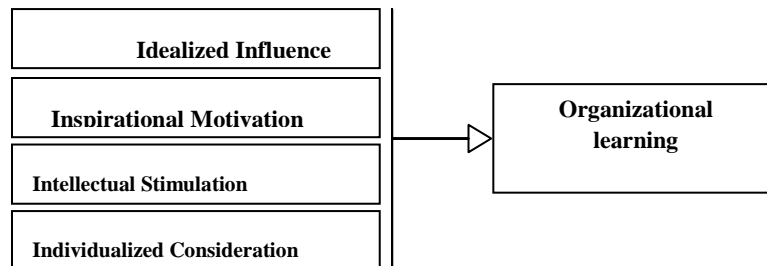 Idealized Influence
Inspirational Motivation
Intellectual Stimulation
Individualized Consideration
Organizational
learning